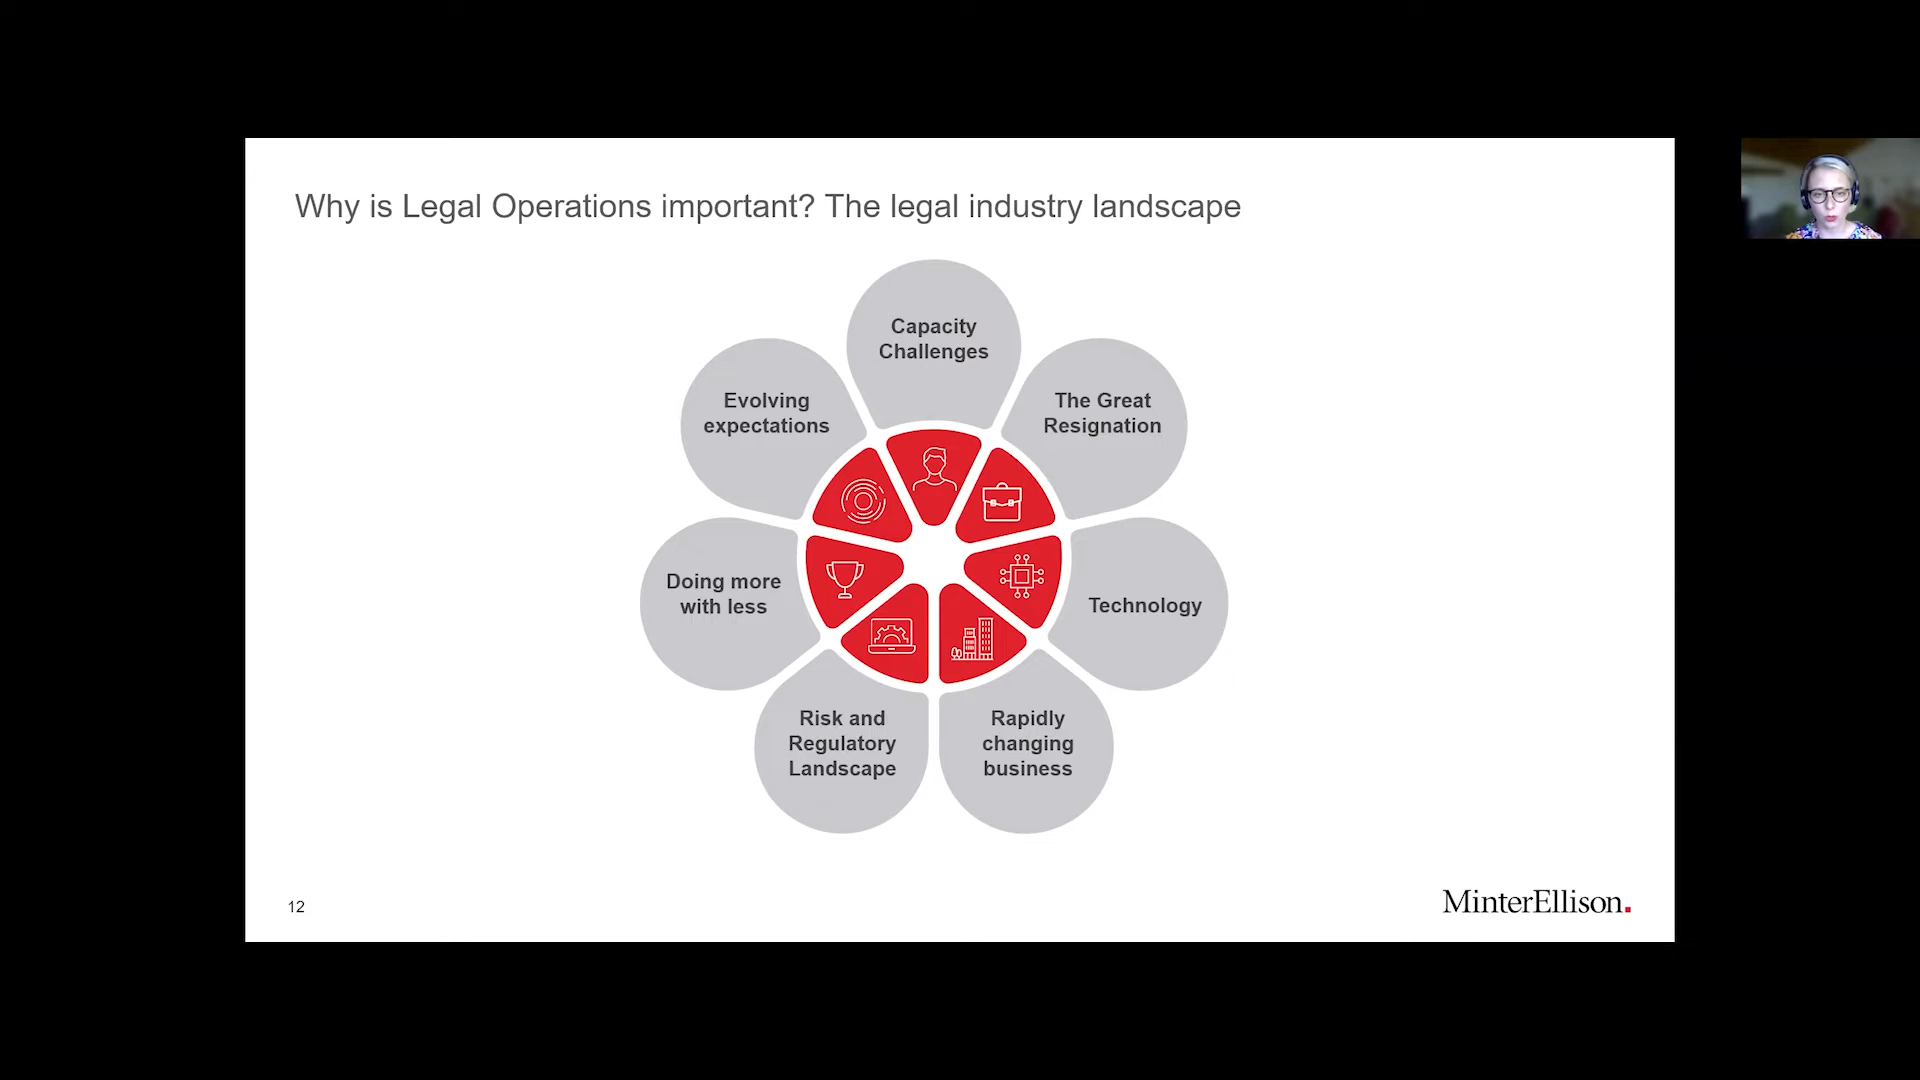 Why is Legal Operations important? The legal industry landscape
Capacity
Challenges
The Great
Resignation
Technology
Rapidly
changing
business
Risk and
Regulatory
Landscape
Doing more
with less
Evolving
expectations
12
MinterEllison.